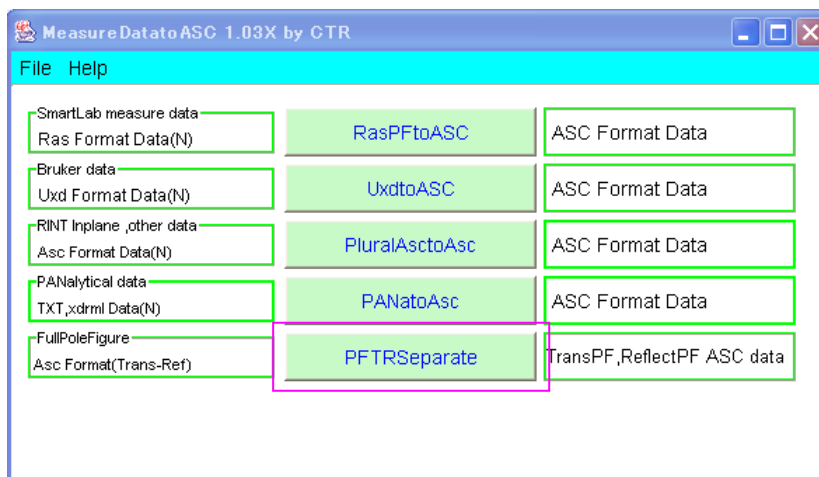 MeasureDatatoASC 1.03X by CTR
File Help
SmartLab measure data
Ras Format Data(N)
RasPFtoASC
ASC Format Data
Bruker data
Uxd Format Data(N)
UxdtoASC
ASC Format Data
RINT Inplane ,other data
Asc Format Data(N)
PluralAsctoAsc
ASC Format Data
PANalytical data
TXT,xdrml Data(N)
PANatoAsc
ASC Format Data
FullPoleFigure
Asc Format(Trans-Ref)
PFTRSeparate
TransPF,ReflectPF ASC data